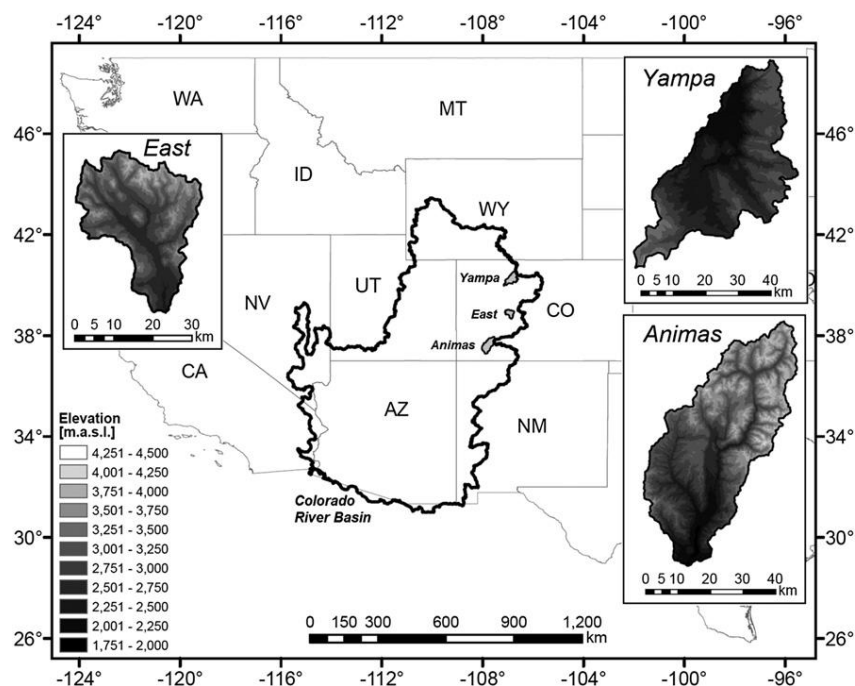 -124° -120° -116° -112° -108° -104° -100° -96°
46°
42°
38°
34°
30°
26°
WA
MT
ID
WY
NV
UT
CO
CA
AZ
NM
East
0 5 10 20 30
km
Yampa
0 5 10 20 30 40
km
Animas
0 5 10 20 30 40
km
Yampa
East
Animas
Colorado
River Basin
Elevation
[m.a.s.l.]
4,251 - 4,500
4,001 - 4,250
3,751 - 4,000
3,501 - 3,750
3,251 - 3,500
3,001 - 3,250
2,751 - 3,000
2,501 - 2,750
2,251 - 2,500
2,001 - 2,250
1,751 - 2,000
0 150 300 600 900 1,200
km
46°
42°
38°
34°
30°
26°
-124° -120° -116° -112° -108° -104° -100° -96°